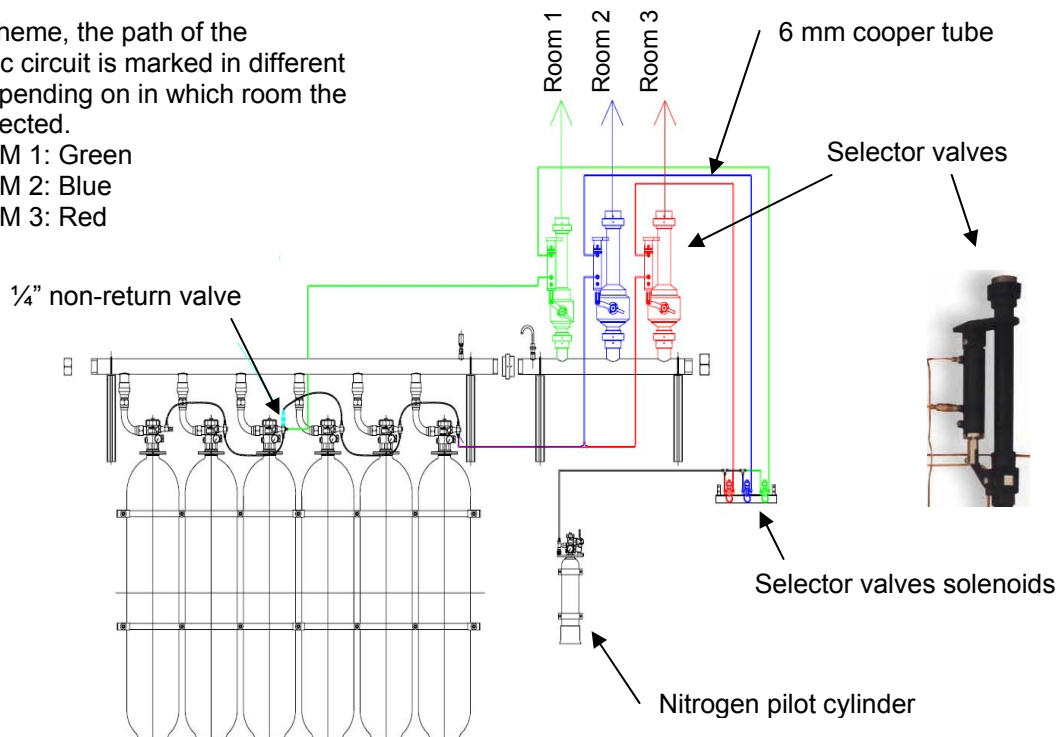 heme, the path of the
c circuit is marked in different
pending on in which room the
ected.
M 1: Green
M 2: Blue
M 3: Red
Room 1
Room 2
Room 3
6 mm cooper tube
Selector valves
¼” non-return valve
Selector valves solenoids
Nitrogen pilot cylinder